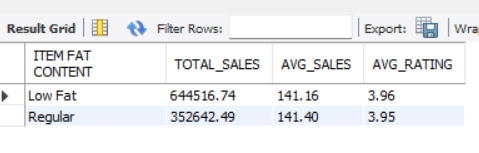 Result Grid Filter Rows: Export: Wra
ITEM FAT CONTENT TOTAL_SALES AVG_SALES AVG_RATING
Low Fat 644516.74 141.16 3.96
Regular 352642.49 141.40 3.95